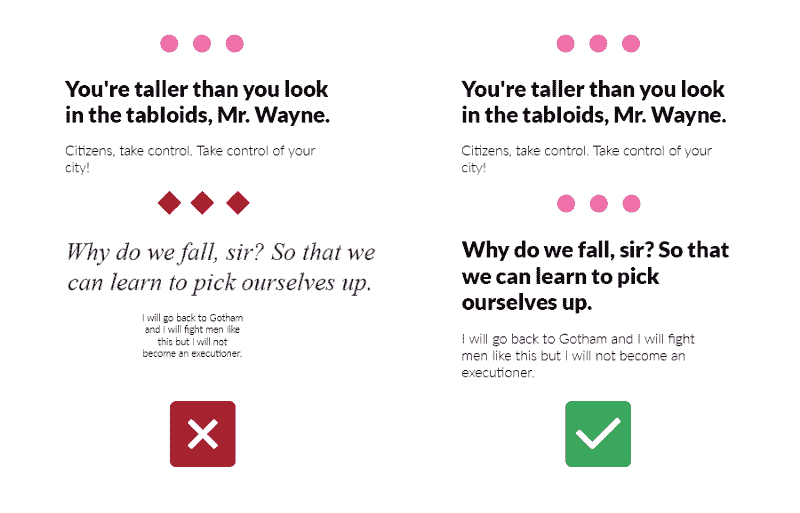 You're taller than you look
in the tabloids, Mr. Wayne.
Citizens, take control. Take control of your
city!
Why do we fall, sir? So that we
can learn to pick ourselves up.
I will go back to Gotham
and I will fight men like
this but I will not
become an executioner.
You're taller than you look
in the tabloids, Mr. Wayne.
Citizens, take control. Take control of your
city!
Why do we fall, sir? So that
we can learn to pick
ourselves up.
I will go back to Gotham and I will fight
men like this but I will not become an
executioner.